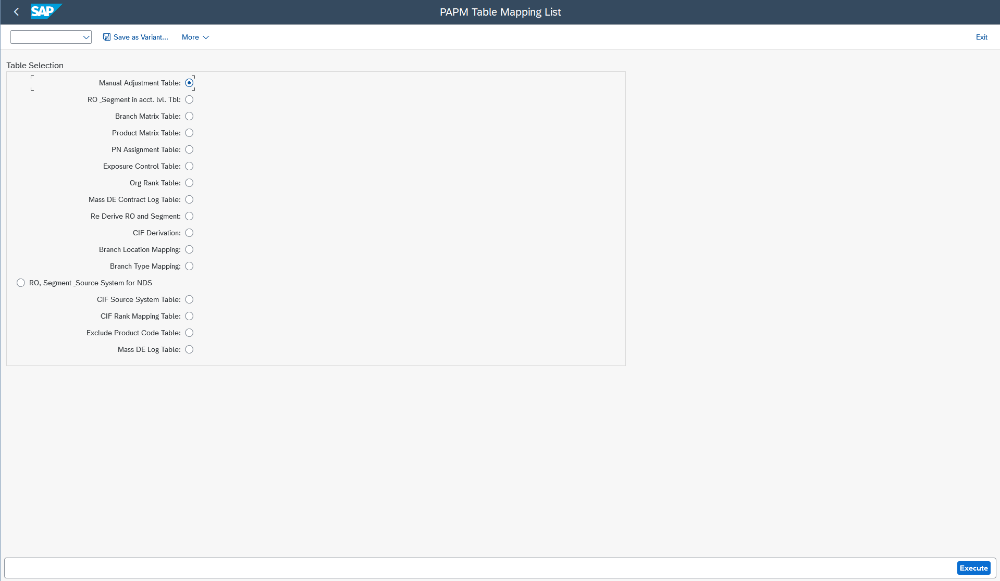 SAP
PAPM Table Mapping List
Save as Variant...
More
Exit
Table Selection
Manual Adjustment Table:
RO _Segment in acct. lvl. Tbl:
Branch Matrix Table:
Product Matrix Table:
PN Assignment Table:
Exposure Control Table:
Org Rank Table:
Mass DE Contract Log Table:
Re Derive RO and Segment:
CIF Derivation:
Branch Location Mapping:
Branch Type Mapping:
RO, Segment _Source System for NDS
CIF Source System Table:
CIF Rank Mapping Table:
Exclude Product Code Table:
Mass DE Log Table:
Execute